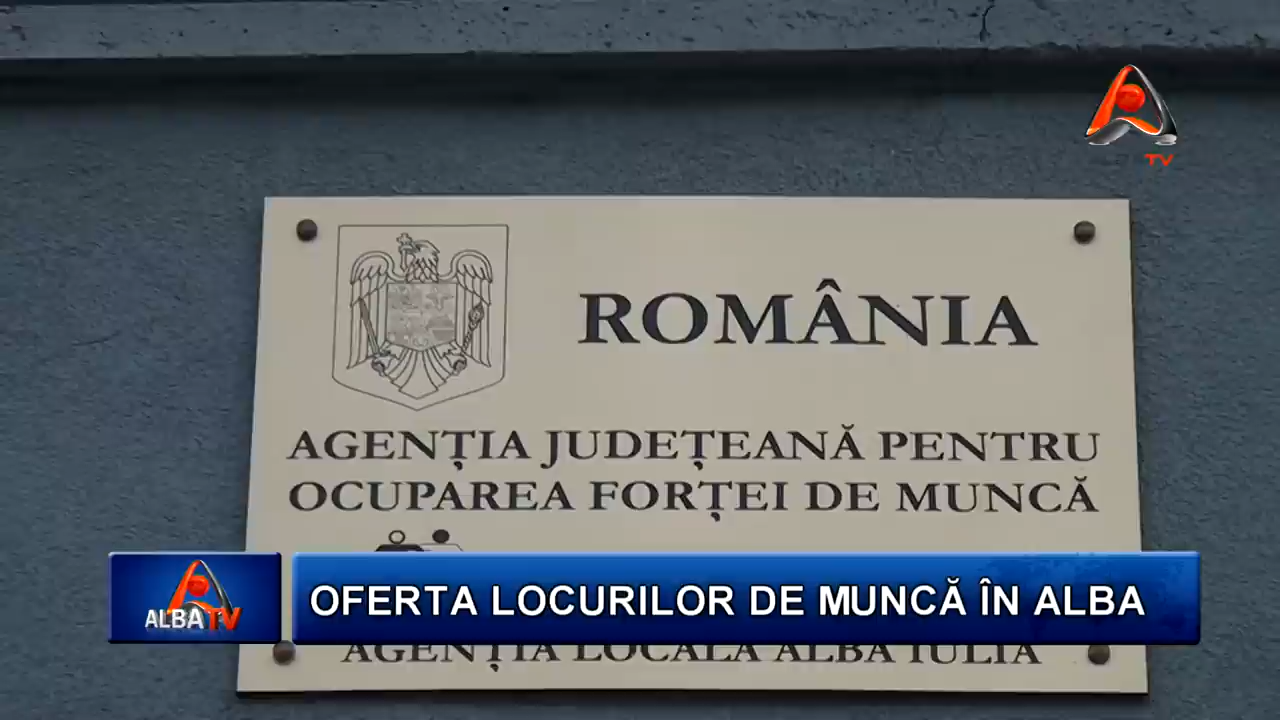 TV
ROMÂNIA
AGENȚIA JUDEȚEANĂ PENTRU
OCUPAREA FORȚEI DE MUNCĂ
ALBA TV
OFERTA LOCURILOR DE MUNCĂ ÎN ALBA
AGENȚIA LOCALĂ ALBA IULIA